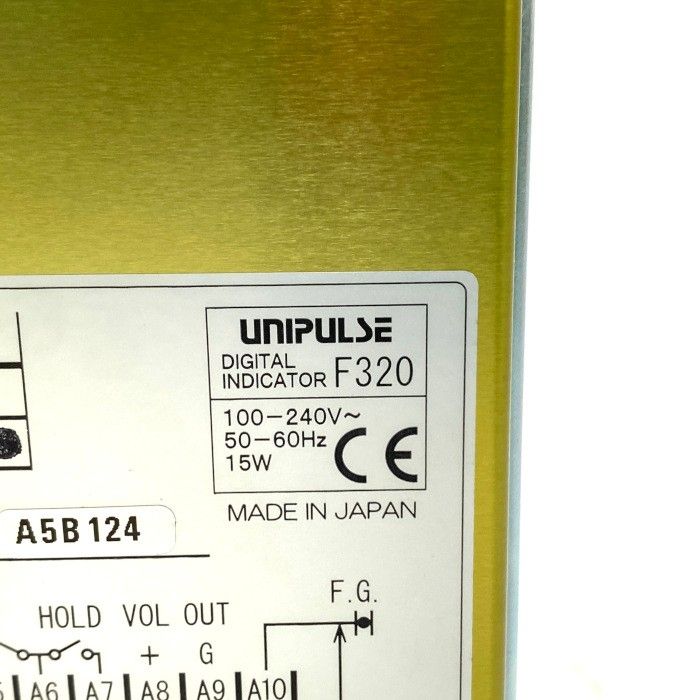 UNIPULSE
DIGITAL
INDICATOR F320
100-240V~
50-60Hz
15W
CE
MADE IN JAPAN
A5B124
F.G.
HOLD VOL OUT
+ G
A6 A7 A8 A9 A10